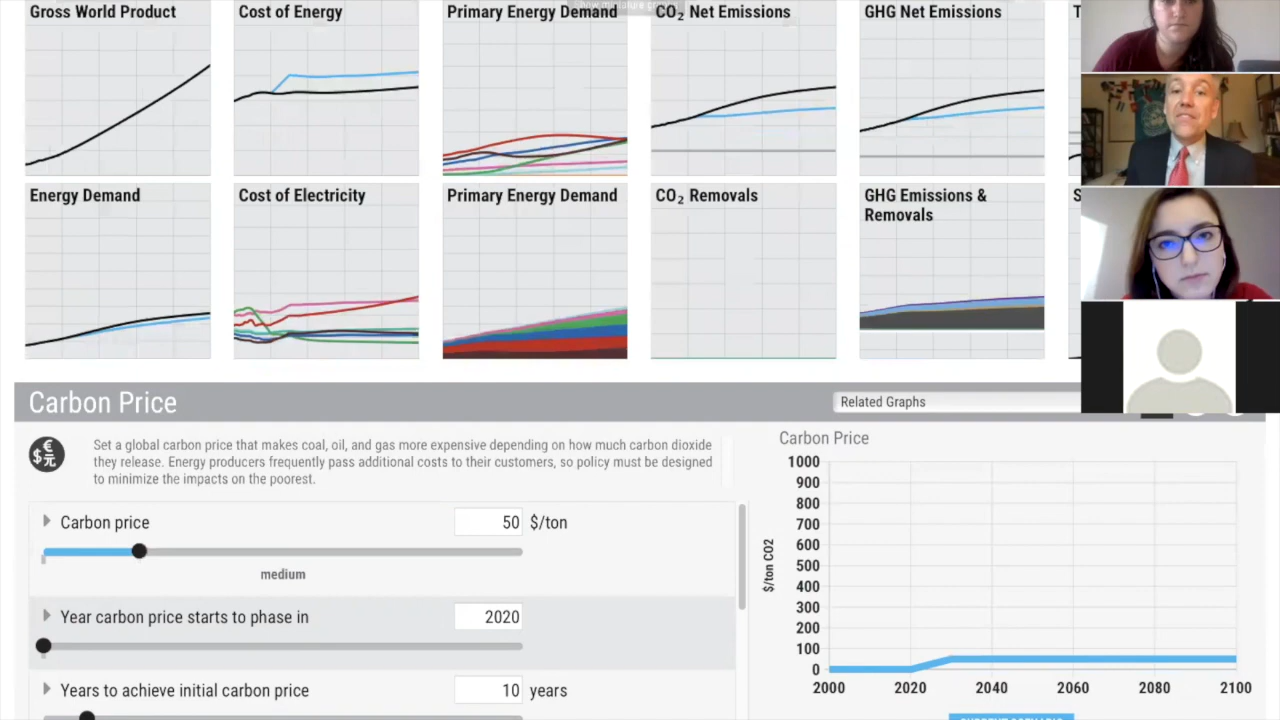 Show miniature gr
Gross World Product
Cost of Energy
Primary Energy Demand
CO₂ Net Emissions
GHG Net Emissions
T
Energy Demand
Cost of Electricity
Primary Energy Demand
CO₂ Removals
GHG Emissions &
Removals
S
Carbon Price
Related Graphs
$€元
Set a global carbon price that makes coal, oil, and gas more expensive depending on how much carbon dioxide
they release. Energy producers frequently pass additional costs to their customers, so policy must be designed
to minimize the impacts on the poorest.
Carbon price
50 $/ton
medium
Year carbon price starts to phase in
2020
Years to achieve initial carbon price
10 years
Carbon Price
$/ton CO2
1000
900
800
700
600
500
400
300
200
100
0
2000 2020 2040 2060 2080 2100
CURRENT SCENARIO